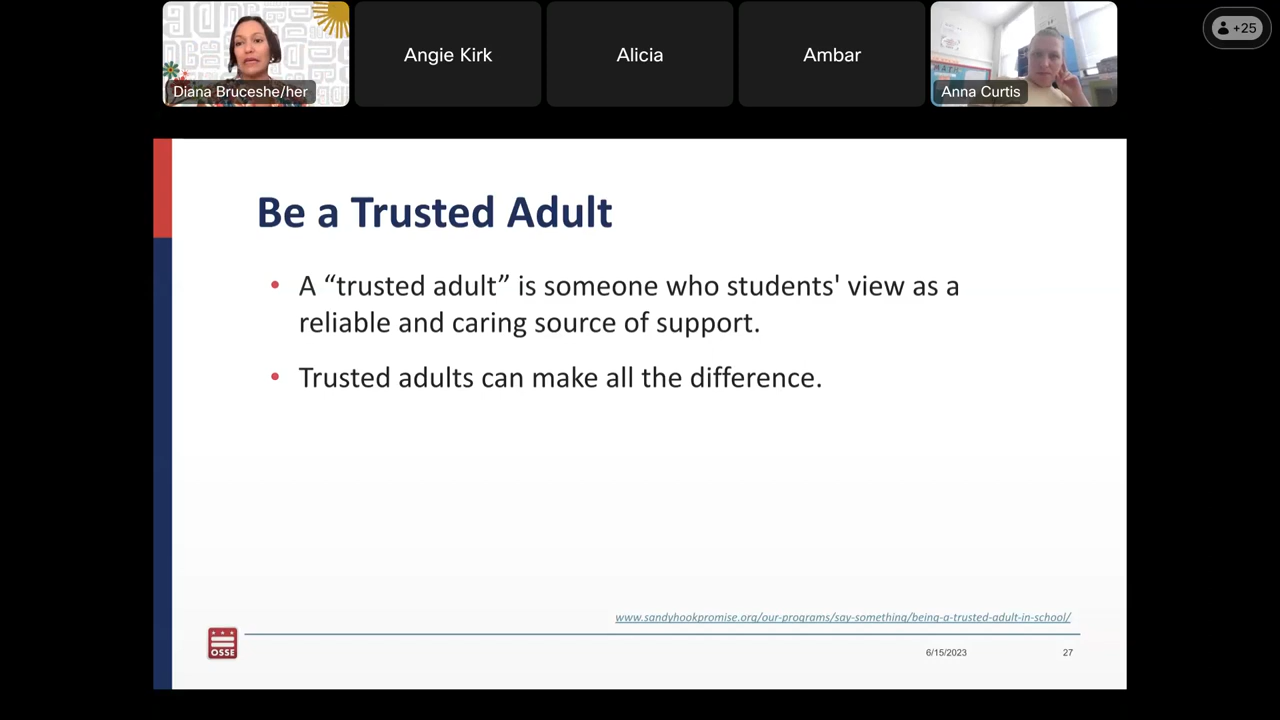 Diana Bruceshe/her
Angie Kirk
Alicia
Ambar
Anna Curtis
+25
Be a Trusted Adult
• A “trusted adult” is someone who students' view as a
reliable and caring source of support.
• Trusted adults can make all the difference.
www.sandyhookpromise.org/our-programs/say-something/being-a-trusted-adult-in-school/
OSSE
6/15/2023
27